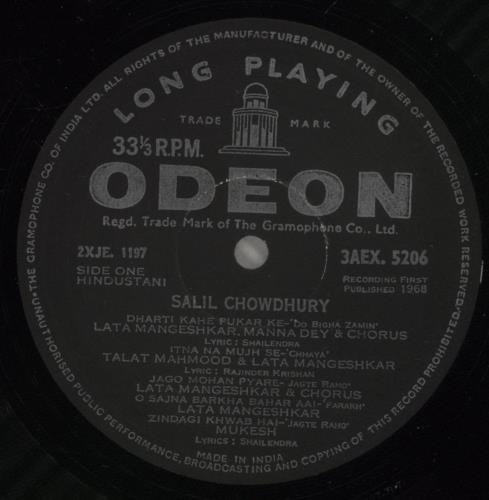 THE GRAMOPHONE CO. OF INDIA LTD. ALL RIGHTS OF THE MANUFACTURER AND OF THE OWNER OF THE RECORDED WORK RESERVED
LONG PLAYING
TRADE MARK
33⅓ R.P.M.
ODEON
Regd. Trade Mark of The Gramophone Co., Ltd.
2XJE. 1197
3AEX. 5206
SIDE ONE
HINDUSTANI
RECORDING FIRST
PUBLISHED 1968
SALIL CHOWDHURY
DHARTI KAHE PUKAR KE-"DO BIGHA ZAMIN"
LATA MANGESHKAR, MANNA DEY & CHORUS
LYRIC: SHAILENDRA
ITNA NA MUJH SE-"CHHAYA"
TALAT MAHMOOD & LATA MANGESHKAR
LYRIC: RAJINDER KRISHAN
JAGO MOHAN PYARE-"JAGTE RAHO"
LATA MANGESHKAR & CHORUS
O SAJNA BARKHA BAHAR AAI-"PARAKH"
LATA MANGESHKAR
ZINDAGI KHWAB HAI-"JAGTE RAHO"
MUKESH
LYRICS: SHAILENDRA
MADE IN INDIA
UNAUTHORISED PUBLIC PERFORMANCE, BROADCASTING AND COPYING OF THIS RECORD PROHIBITED